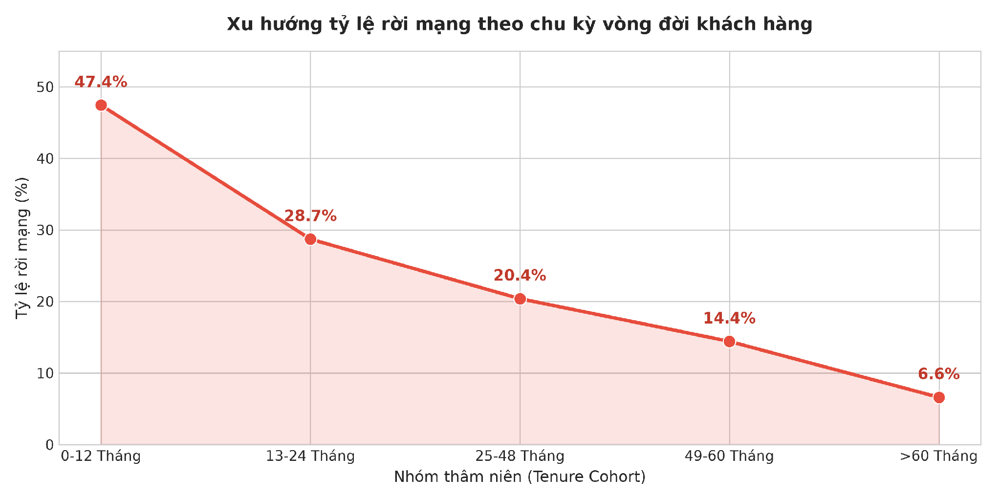 Xu hướng tỷ lệ rời mạng theo chu kỳ vòng đời khách hàng
Tỷ lệ rời mạng (%)
50
40
30
20
10
0
47.4%
28.7%
20.4%
14.4%
6.6%
0-12 Tháng
13-24 Tháng
25-48 Tháng
49-60 Tháng
>60 Tháng
Nhóm thâm niên (Tenure Cohort)